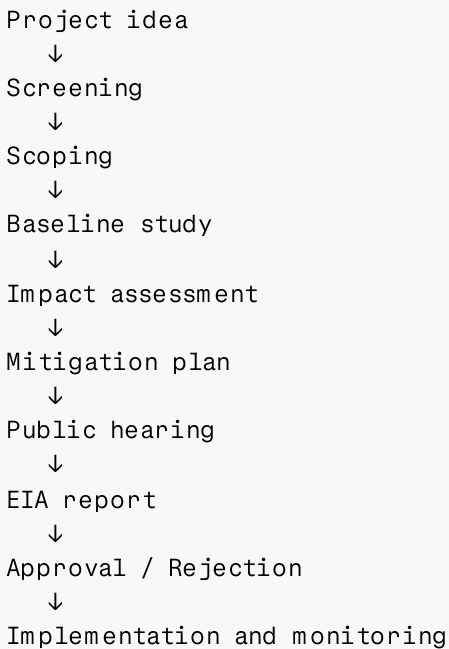 Project idea
↓
Screening
↓
Scoping
↓
Baseline study
↓
Impact assessment
↓
Mitigation plan
↓
Public hearing
↓
EIA report
↓
Approval / Rejection
↓
Implementation and monitoring